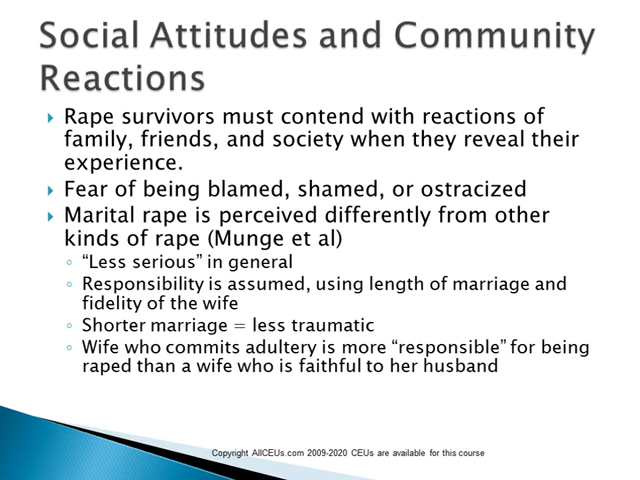 Social Attitudes and Community
Reactions
Rape survivors must contend with reactions of
family, friends, and society when they reveal their
experience.
Fear of being blamed, shamed, or ostracized
Marital rape is perceived differently from other
kinds of rape (Munge et al)
“Less serious” in general
Responsibility is assumed, using length of marriage and
fidelity of the wife
Shorter marriage = less traumatic
Wife who commits adultery is more “responsible” for being
raped than a wife who is faithful to her husband
Copyright AllCEUs.com 2009-2020 CEUs are available for this course